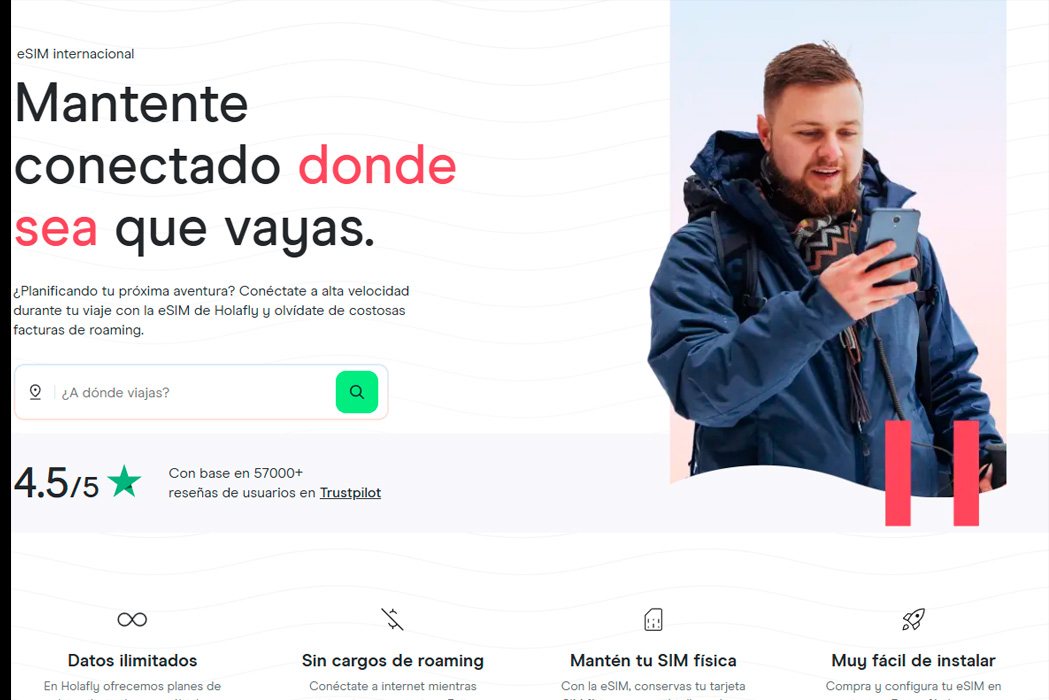 eSIM internacional
Mantente
conectado donde
sea que vayas.
¿Planificando tu próxima aventura? Conéctate a alta velocidad
durante tu viaje con la eSIM de Holafly y olvídate de costosas
facturas de roaming.
¿A dónde viajas?
4.5/5
Con base en 57000+
reseñas de usuarios en Trustpilot
Datos ilimitados
Sin cargos de roaming
Mantén tu SIM física
Muy fácil de instalar
En Holafly ofrecemos planes de
Conéctate a internet mientras
Con la eSIM, conservas tu tarjeta
Compra y configura tu eSIM en